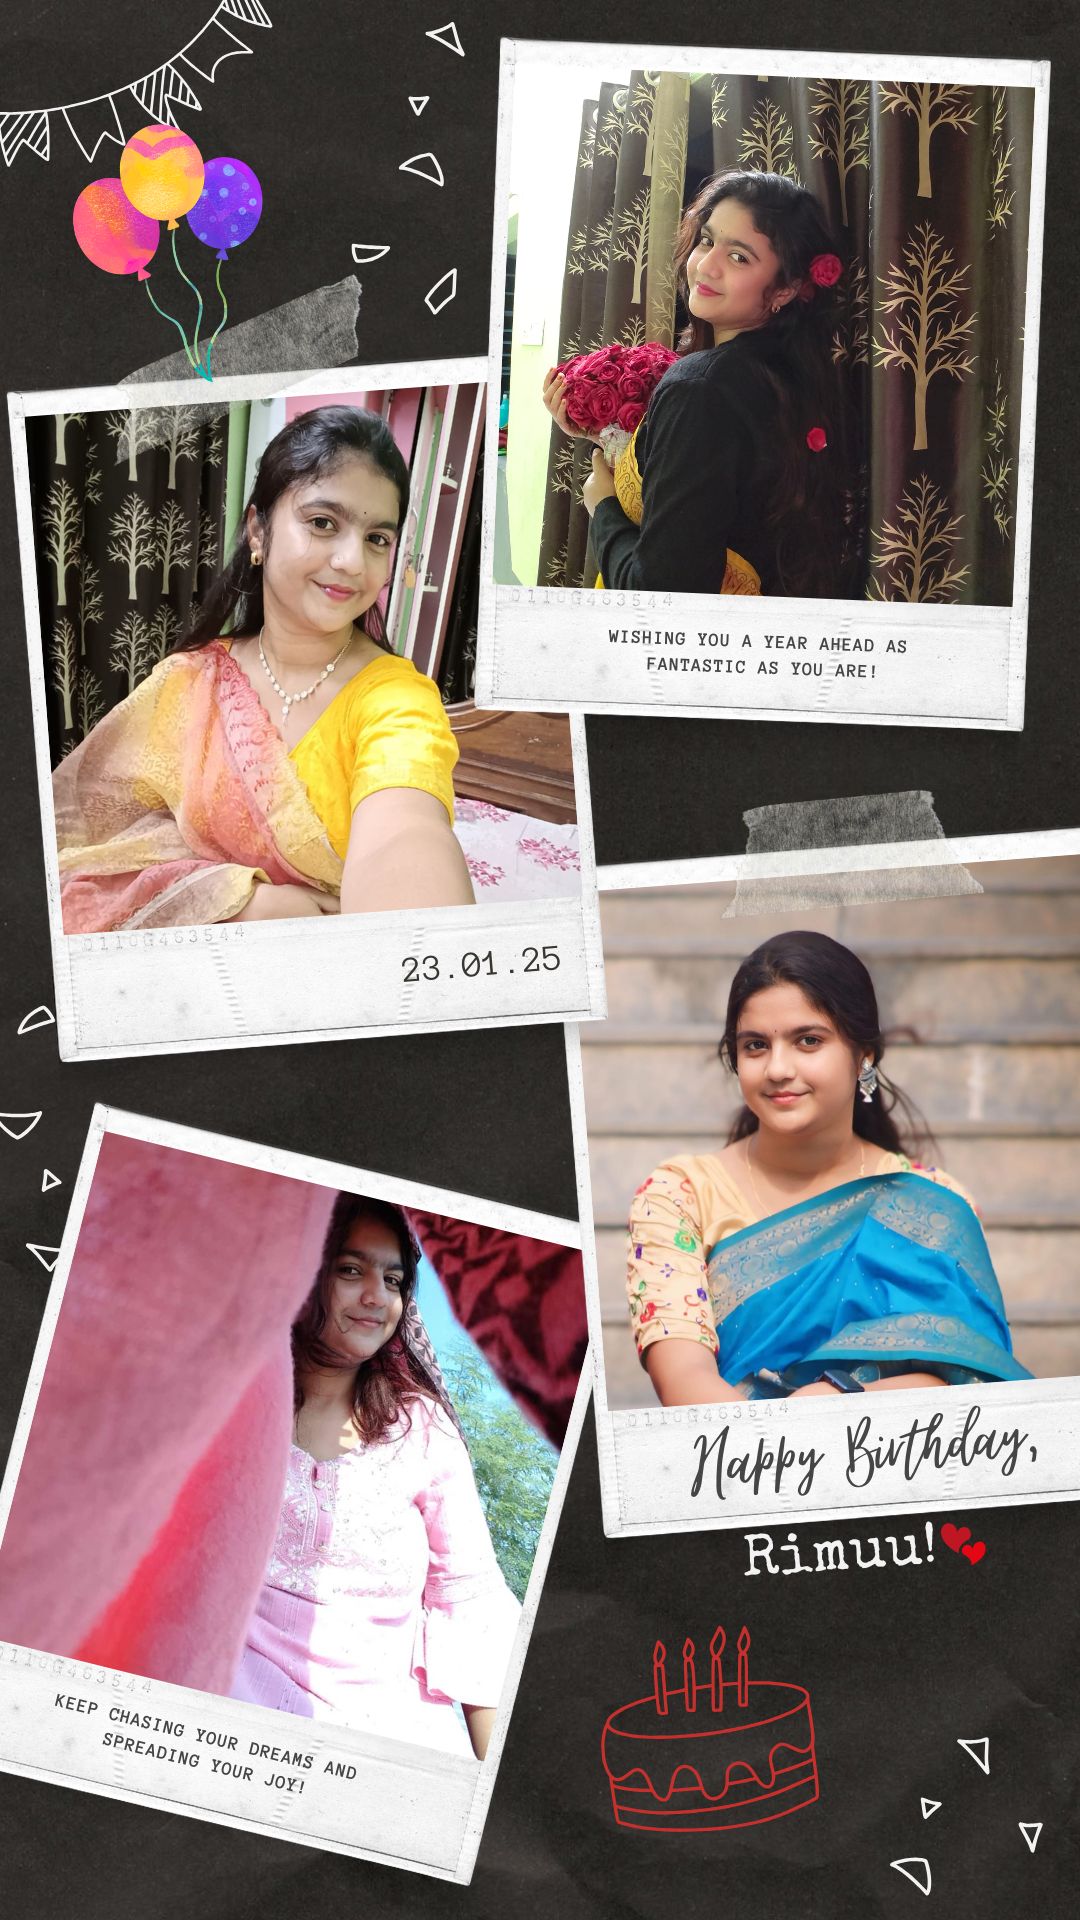 0110G463544
WISHING YOU A YEAR AHEAD AS
FANTASTIC AS YOU ARE!
0110G463544
23.01.25
0110G463544
Happy Birthday,
Rimuu!
0110G463544
KEEP CHASING YOUR DREAMS AND
SPREADING YOUR JOY!